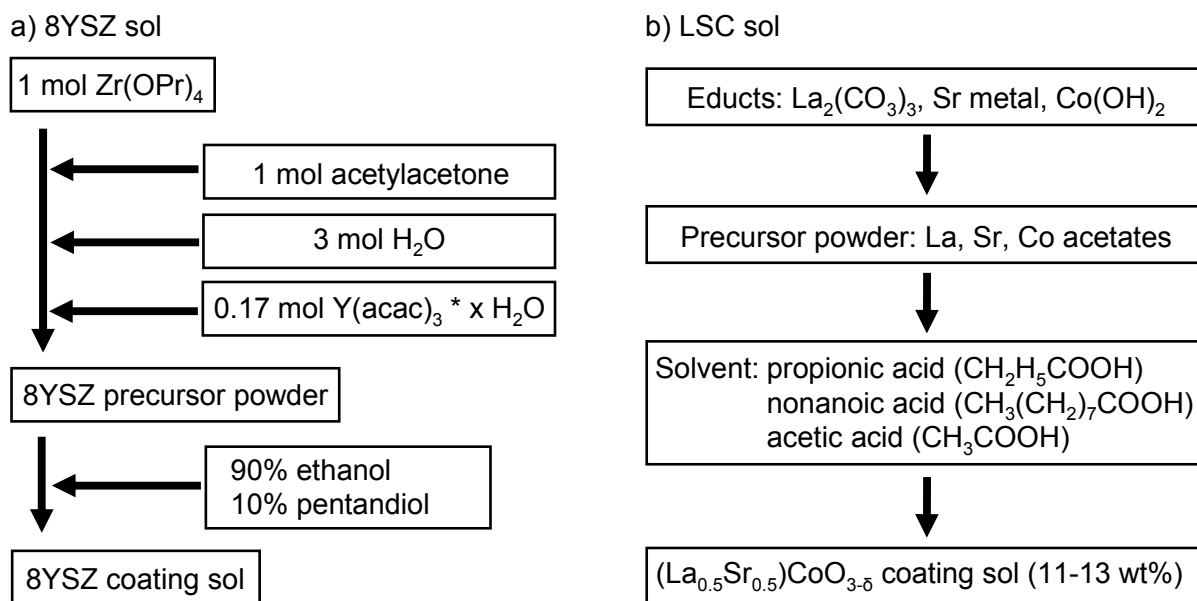 a) 8YSZ sol
1 mol Zr(OPr)₄
1 mol acetylacetone
3 mol H₂O
0.17 mol Y(acac)₃ * x H₂O
8YSZ precursor powder
90% ethanol
10% pentandiol
8YSZ coating sol
b) LSC sol
Educts: La₂(CO₃)₃, Sr metal, Co(OH)₂
Precursor powder: La, Sr, Co acetates
Solvent: propionic acid (CH₂H₅COOH)
nonanoic acid (CH₃(CH₂)₇COOH)
acetic acid (CH₃COOH)
(La₀.₅Sr₀.₅)CoO₃₋δ coating sol (11-13 wt%)